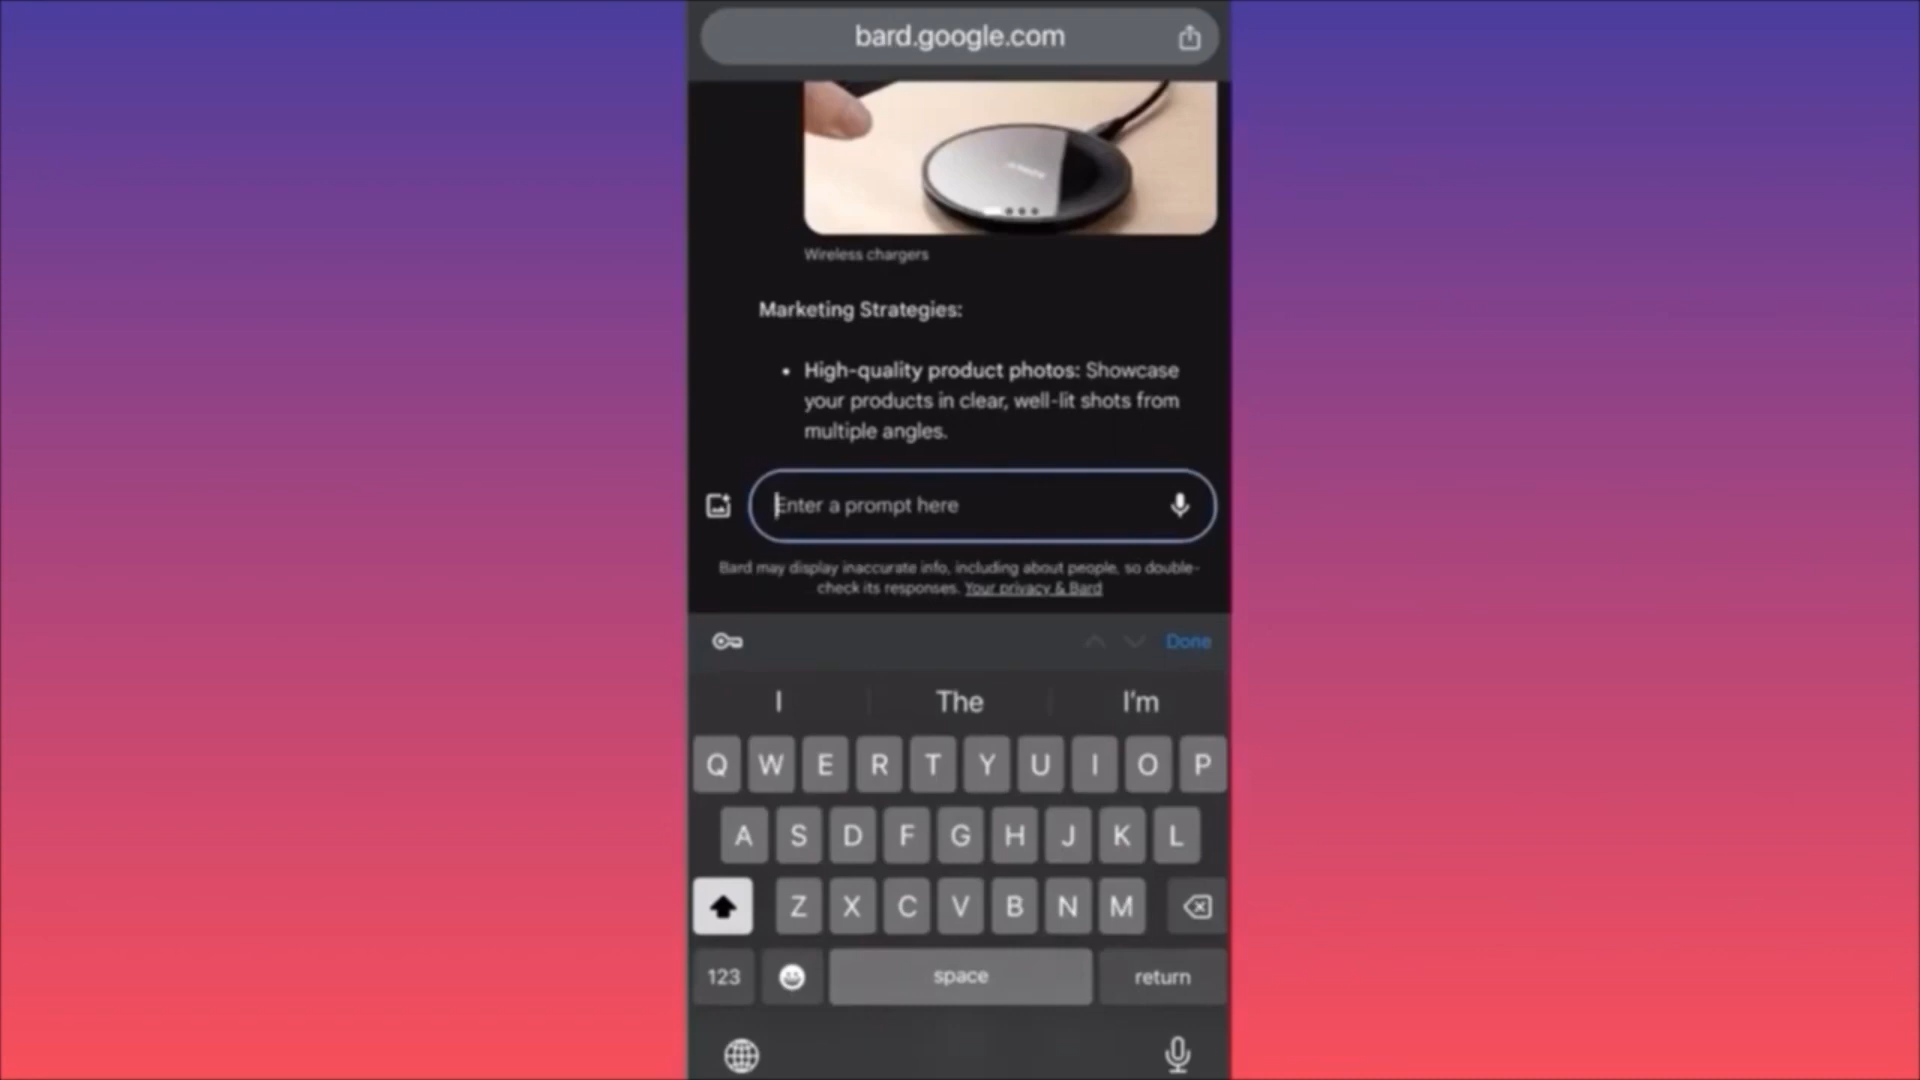 bard.google.com
Wireless chargers
Marketing Strategies:
• High-quality product photos: Showcase
your products in clear, well-lit shots from
multiple angles.
Enter a prompt here
Bard may display inaccurate info, including about people, so double-
check its responses. Your privacy & Bard
Done
I The I'm
Q W E R T Y U I O P
A S D F G H J K L
Z X C V B N M
123 space return